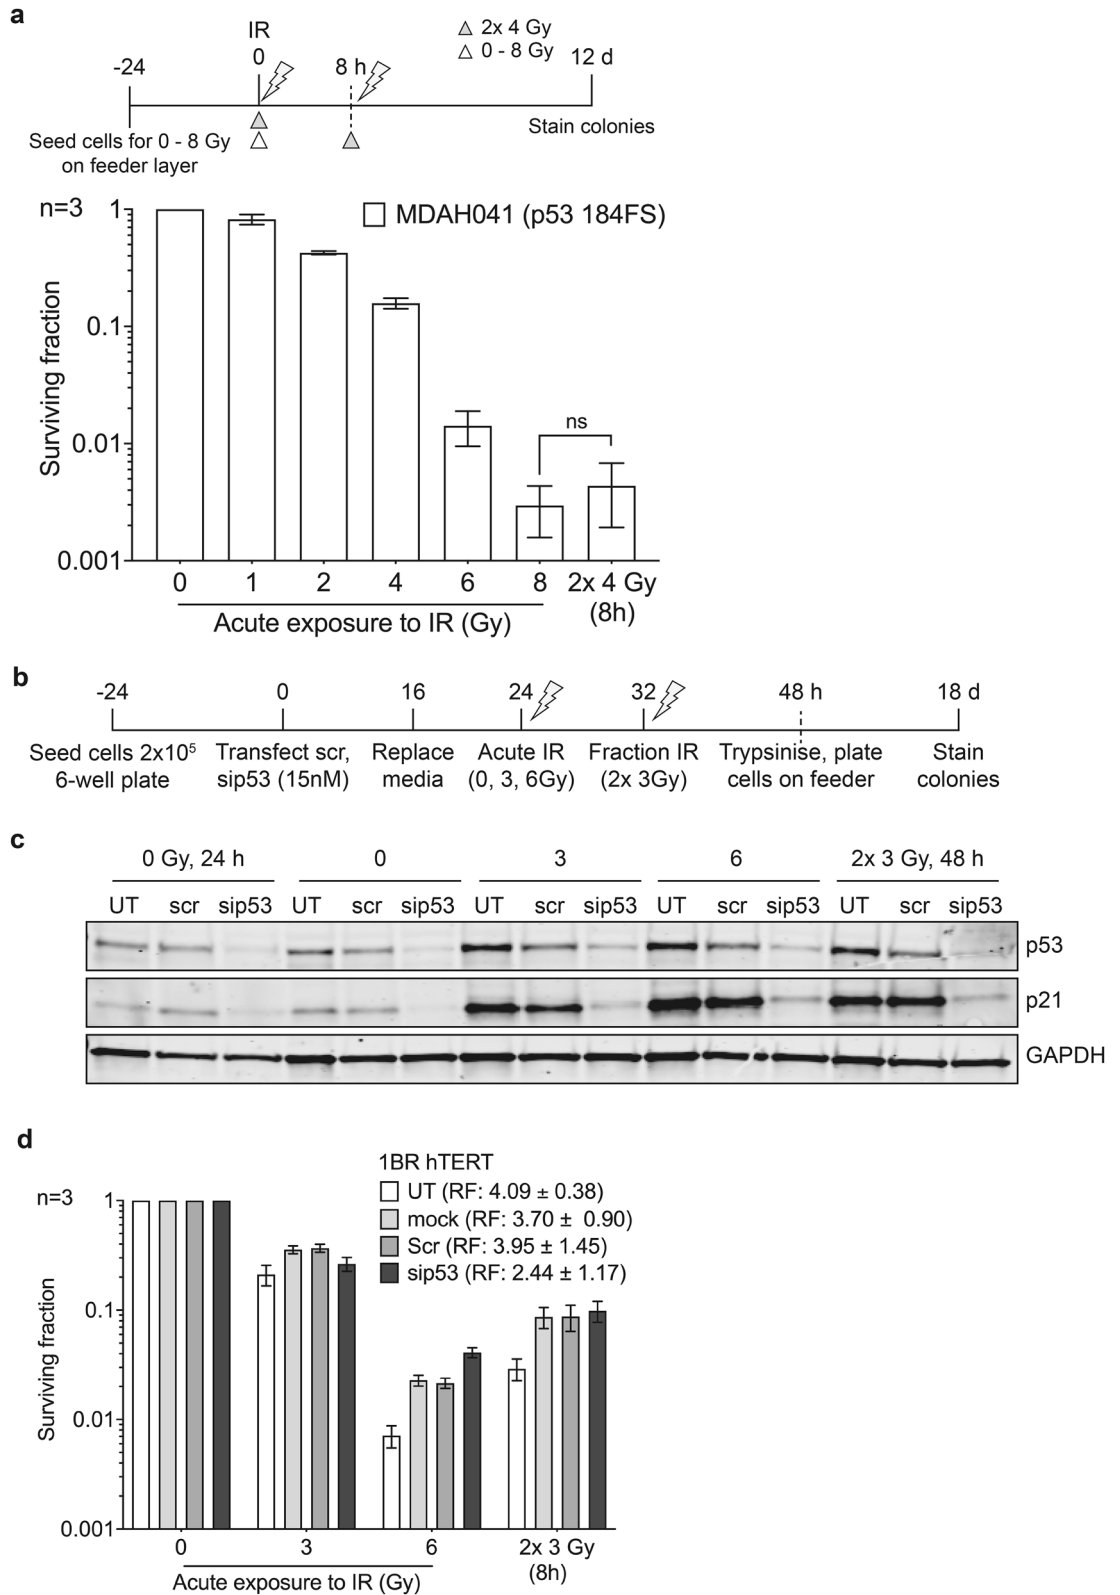 a
IR
2x 4 Gy
0 - 8 Gy
-24
0
8 h
12 d
Seed cells for 0 - 8 Gy
on feeder layer
Stain colonies
n=3
MDAH041 (p53 184FS)
Surviving fraction
1
0.1
0.01
0.001
ns
0 1 2 4 6 8 2x 4 Gy
(8h)
Acute exposure to IR (Gy)
b
-24 0 16 24 32 48 h 18 d
Seed cells 2x10⁵
6-well plate
Transfect scr,
sip53 (15nM)
Replace
media
Acute IR
(0, 3, 6Gy)
Fraction IR
(2x 3Gy)
Trypsinise, plate
cells on feeder
Stain
colonies
c
0 Gy, 24 h 0 3 6 2x 3 Gy, 48 h
UT scr sip53 UT scr sip53 UT scr sip53 UT scr sip53 UT scr sip53
p53
p21
GAPDH
d
n=3
1BR hTERT
UT (RF: 4.09 ± 0.38)
mock (RF: 3.70 ± 0.90)
Scr (RF: 3.95 ± 1.45)
sip53 (RF: 2.44 ± 1.17)
Surviving fraction
1
0.1
0.01
0.001
0 3 6 2x 3 Gy
(8h)
Acute exposure to IR (Gy)